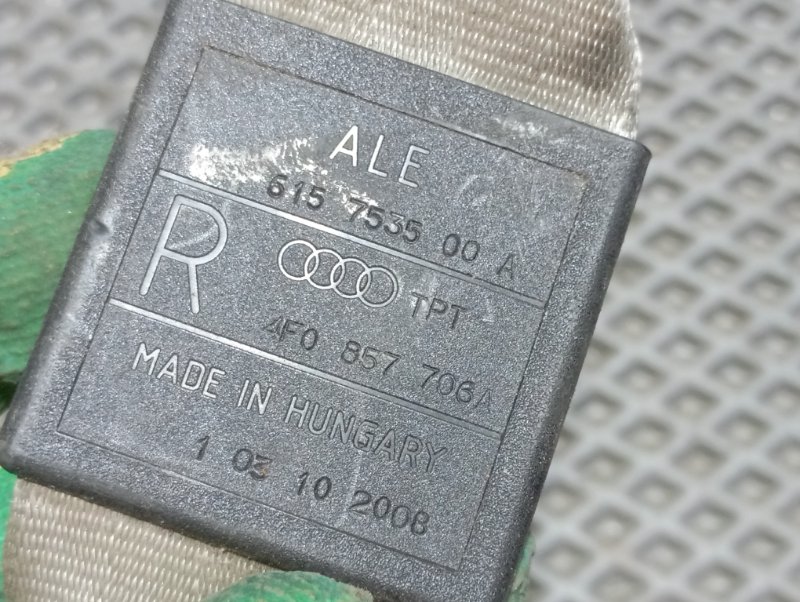 ALE
615 7535 00 A
R
TPT
4F0 857 706A
MADE IN HUNGARY
1 03 10 2008